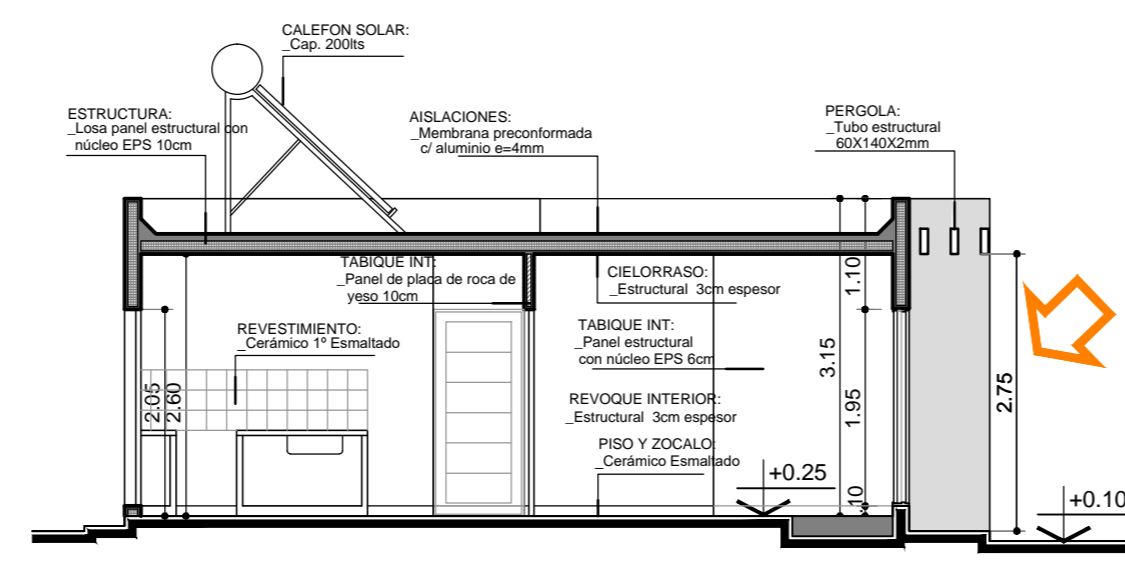 CALEFON SOLAR:
_Cap. 200lts
ESTRUCTURA:
_Losa panel estructural con
núcleo EPS 10cm
AISLACIONES:
_Membrana preconformada
c/ aluminio e=4mm
PERGOLA:
_Tubo estructural
60X140X2mm
TABIQUE INT:
_Panel de placa de roca de
yeso 10cm
CIELORRASO:
_Estructural 3cm espesor
REVESTIMIENTO:
_Cerámico 1º Esmaltado
TABIQUE INT:
_Panel estructural
con núcleo EPS 6cm
REVOQUE INTERIOR:
_Estructural 3cm espesor
PISO Y ZOCALO:
_Cerámico Esmaltado
2.05
2.60
3.15
1.10
1.95
.10
2.75
+0.25
+0.10